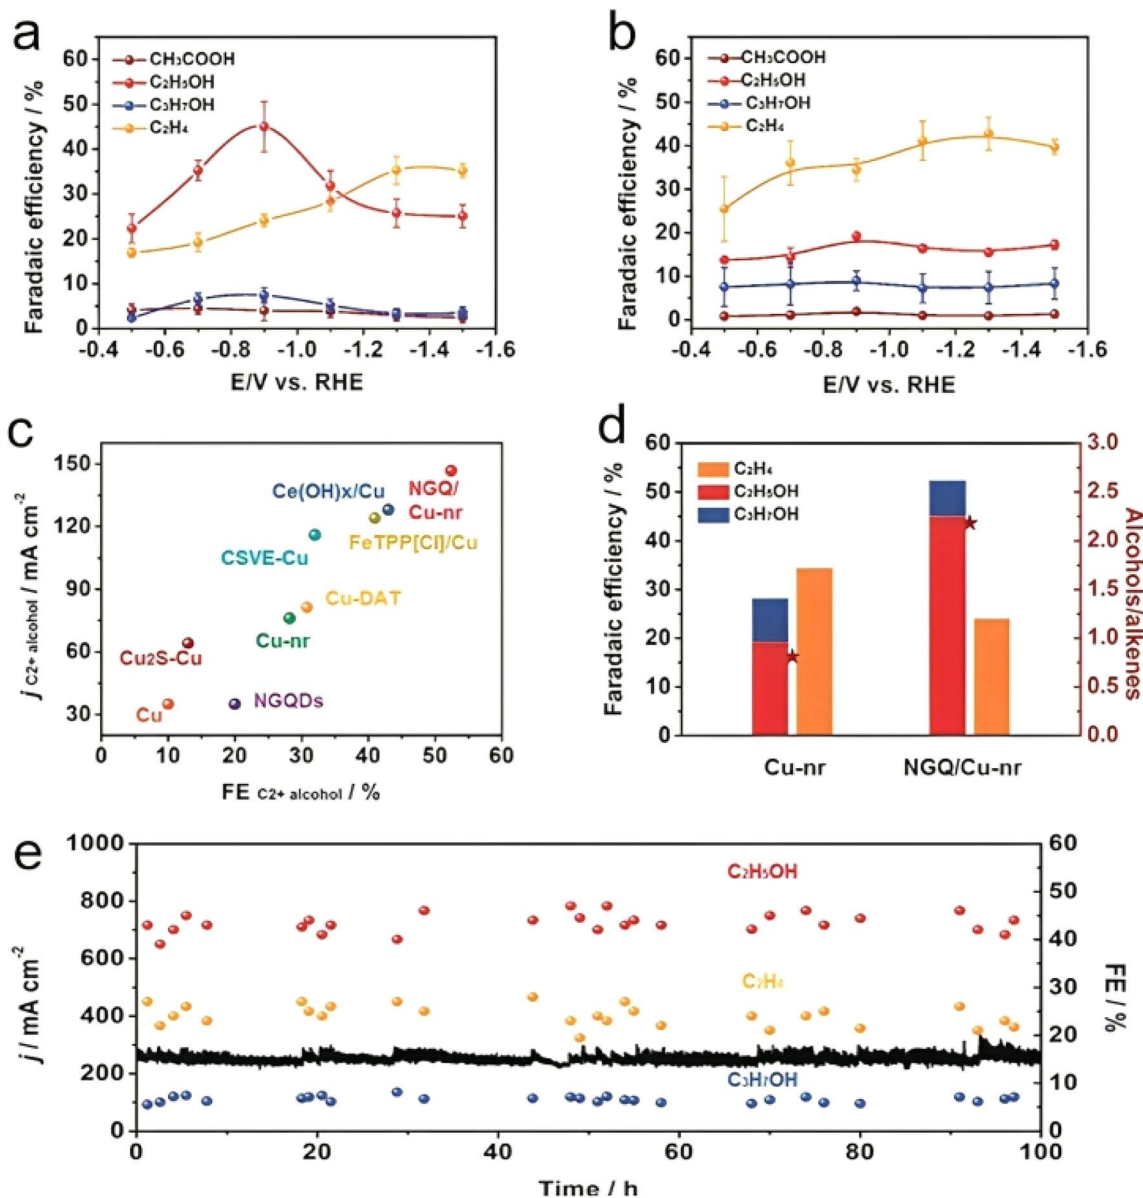 a
CH₃COOH
C₂H₅OH
C₃H₇OH
C₂H₄
Faradaic efficiency / %
60
50
40
30
20
10
0
-0.4 -0.6 -0.8 -1.0 -1.2 -1.4 -1.6
E/V vs. RHE
b
CH₃COOH
C₂H₅OH
C₃H₇OH
C₂H₄
Faradaic efficiency / %
60
50
40
30
20
10
0
-0.4 -0.6 -0.8 -1.0 -1.2 -1.4 -1.6
E/V vs. RHE
c
j C2+ alcohol / mA cm⁻²
150
120
90
60
30
Ce(OH)x/Cu
NGQ/
Cu-nr
FeTPP[Cl]/Cu
CSVE-Cu
Cu-DAT
Cu-nr
Cu₂S-Cu
NGQDs
Cu
0 10 20 30 40 50 60
FE C2+ alcohol / %
d
C₂H₄
C₂H₅OH
C₃H₇OH
Faradaic efficiency / %
60
50
40
30
20
10
0
3.0
2.5
2.0
1.5
1.0
0.5
0.0
Alcohols/alkenes
Cu-nr NGQ/Cu-nr
e
j / mA cm⁻²
1000
800
600
400
200
0
C₂H₅OH
C₂H₄
C₃H₇OH
60
50
40
30
20
10
0
FE / %
0 20 40 60 80 100
Time / h